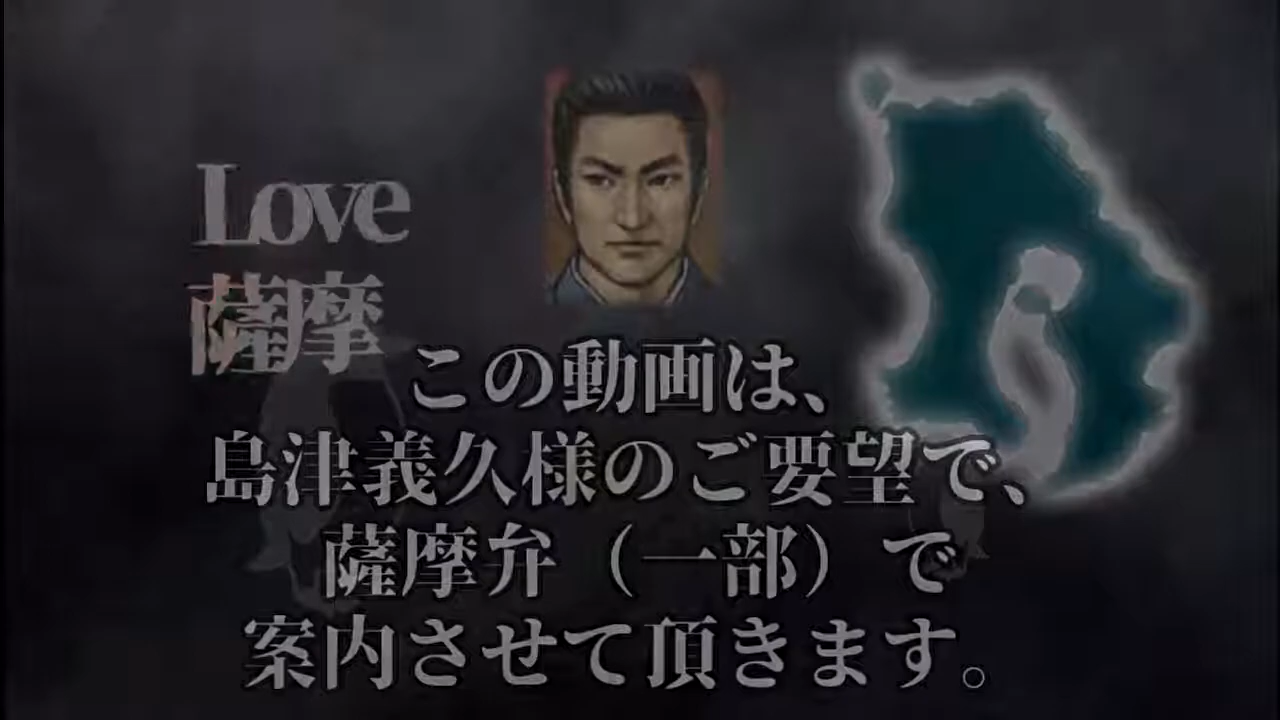 Love
薩摩
この動画は、
島津義久様のご要望で、
薩摩弁（一部）で
案内させて頂きます。